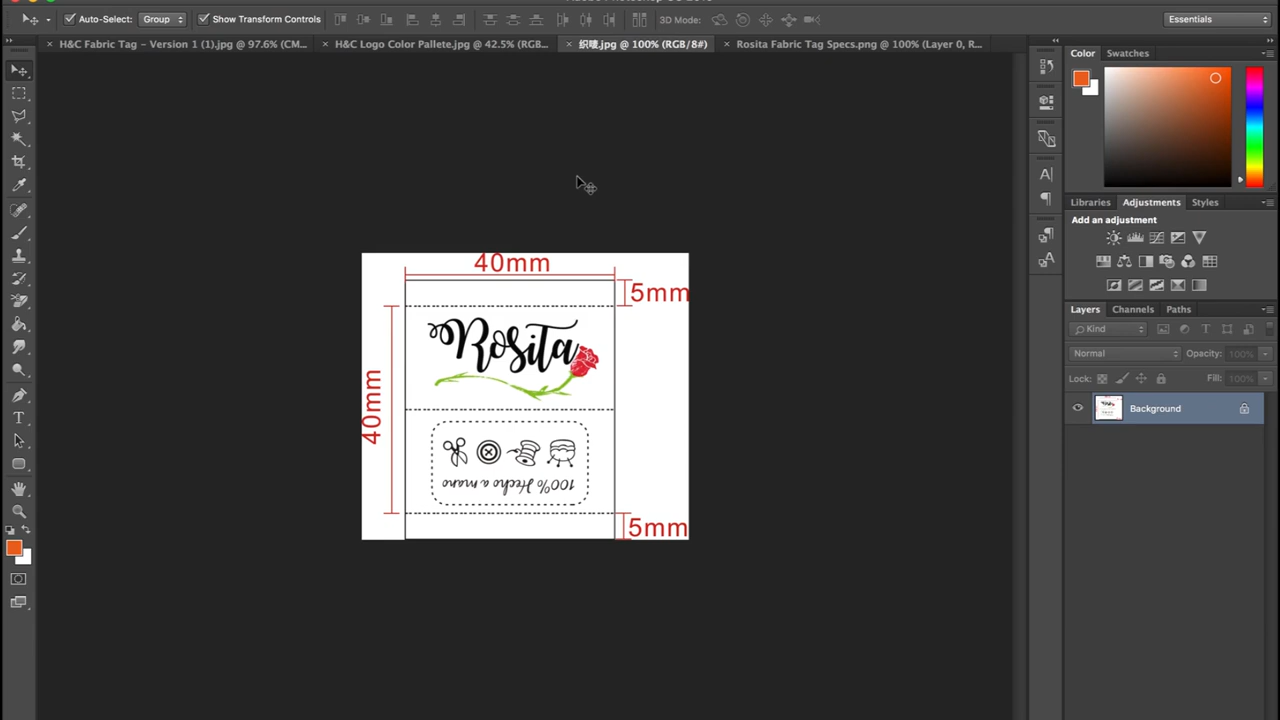 Auto-Select: Group Show Transform Controls 3D Mode: Essentials
H&C Fabric Tag - Version 1 (1).jpg @ 97.6% (CM... H&C Logo Color Pallete.jpg @ 42.5% (RGB... 织唛.jpg @ 100% (RGB/8#) Rosita Fabric Tag Specs.png @ 100% (Layer 0, R...
Color Swatches
Libraries Adjustments Styles
Add an adjustment
Layers Channels Paths
Kind
Normal Opacity: 100%
Lock: Fill: 100%
Background
40mm
5mm
Rosita
40mm
100% Hecho a mano
5mm